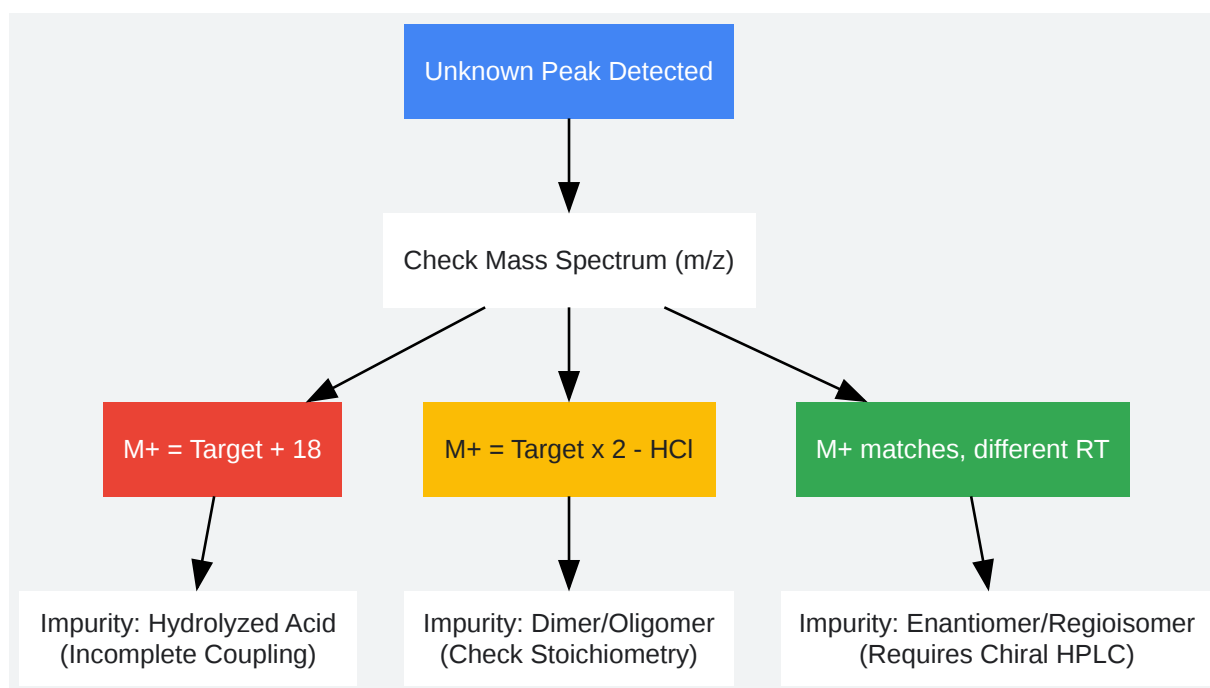 Unknown Peak Detected
Check Mass Spectrum (m/z)
M+ = Target + 18
M+ = Target x 2 - HCl
M+ matches, different RT
Impurity: Hydrolyzed Acid
(Incomplete Coupling)
Impurity: Dimer/Oligomer
(Check Stoichiometry)
Impurity: Enantiomer/Regioisomer
(Requires Chiral HPLC)